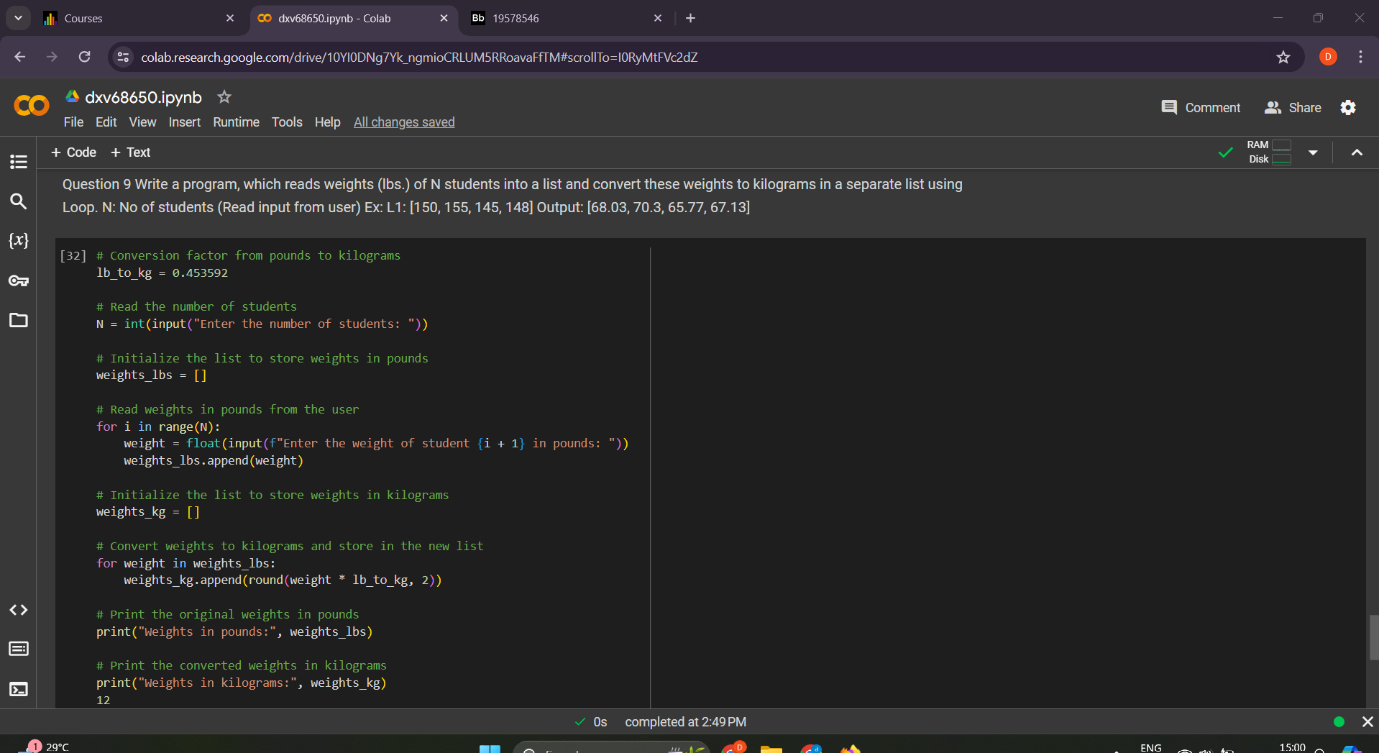 Courses
dxv68650.ipynb - Colab
Bb 19578546
colab.research.google.com/drive/10YI0DNg7Yk_ngmioCRLUM5RRoavaFfTM#scrollTo=I0RyMtFVc2dZ
D
dxv68650.ipynb
File Edit View Insert Runtime Tools Help All changes saved
Comment
Share
+ Code + Text
RAM
Disk
Question 9 Write a program, which reads weights (lbs.) of N students into a list and convert these weights to kilograms in a separate list using
Loop. N: No of students (Read input from user) Ex: L1: [150, 155, 145, 148] Output: [68.03, 70.3, 65.77, 67.13]
{x}
[32] # Conversion factor from pounds to kilograms
lb_to_kg = 0.453592
# Read the number of students
N = int(input("Enter the number of students: "))
# Initialize the list to store weights in pounds
weights_lbs = []
# Read weights in pounds from the user
for i in range(N):
    weight = float(input(f"Enter the weight of student {i + 1} in pounds: "))
    weights_lbs.append(weight)
# Initialize the list to store weights in kilograms
weights_kg = []
# Convert weights to kilograms and store in the new list
for weight in weights_lbs:
    weights_kg.append(round(weight * lb_to_kg, 2))
# Print the original weights in pounds
print("Weights in pounds:", weights_lbs)
# Print the converted weights in kilograms
print("Weights in kilograms:", weights_kg)
12
0s completed at 2:49 PM
1
29°C
D
ENG
15:00